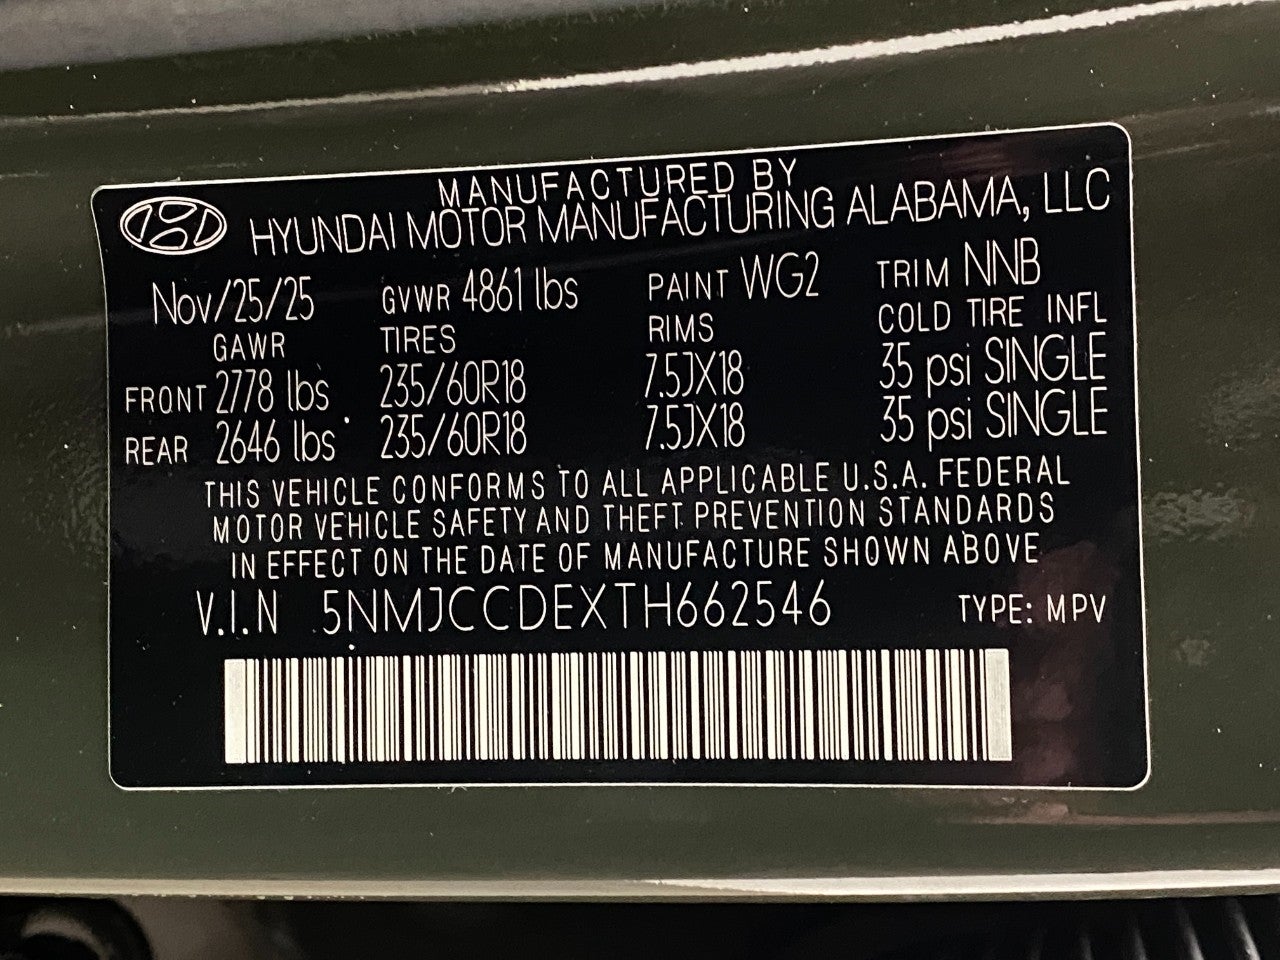 MANUFACTURED BY
HYUNDAI MOTOR MANUFACTURING ALABAMA, LLC
Nov/25/25 GVWR 4861 lbs PAINT WG2 TRIM NNB
GAWR TIRES RIMS COLD TIRE INFL
FRONT 2778 lbs 235/60R18 7.5JX18 35 psi SINGLE
REAR 2646 lbs 235/60R18 7.5JX18 35 psi SINGLE
THIS VEHICLE CONFORMS TO ALL APPLICABLE U.S.A. FEDERAL
MOTOR VEHICLE SAFETY AND THEFT PREVENTION STANDARDS
IN EFFECT ON THE DATE OF MANUFACTURE SHOWN ABOVE
V.I.N 5NMJCCDEXTH662546 TYPE: MPV